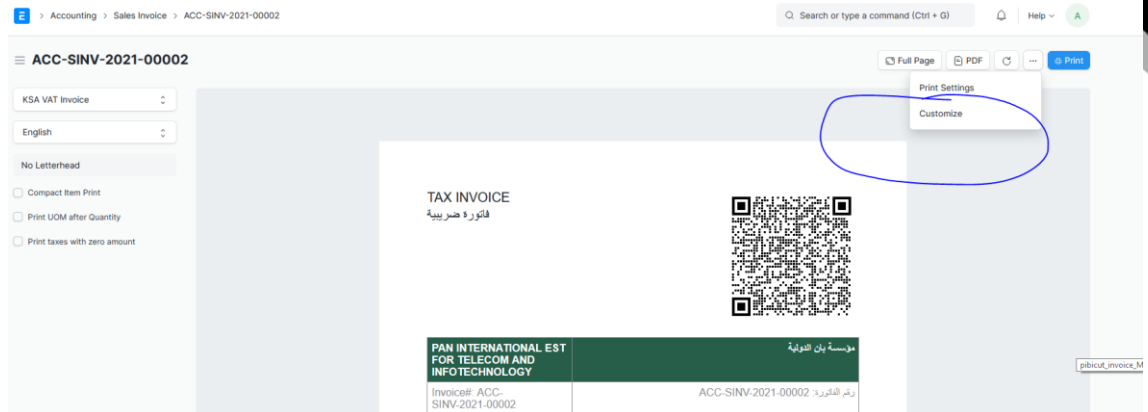 E > Accounting > Sales Invoice > ACC-SINV-2021-00002
Search or type a command (Ctrl + G)
Help
A
ACC-SINV-2021-00002
Full Page
PDF
...
Print
Print Settings
Customize
KSA VAT Invoice
English
No Letterhead
Compact Item Print
Print UOM after Quantity
Print taxes with zero amount
TAX INVOICE
فاتورة ضريبية
PAN INTERNATIONAL EST
FOR TELECOM AND
INFOTECHNOLOGY
مؤسسة بان الدولية
Invoice#: ACC-
SINV-2021-00002
رقم الفاتورة: ACC-SINV-2021-00002
pibicut_invoice_M